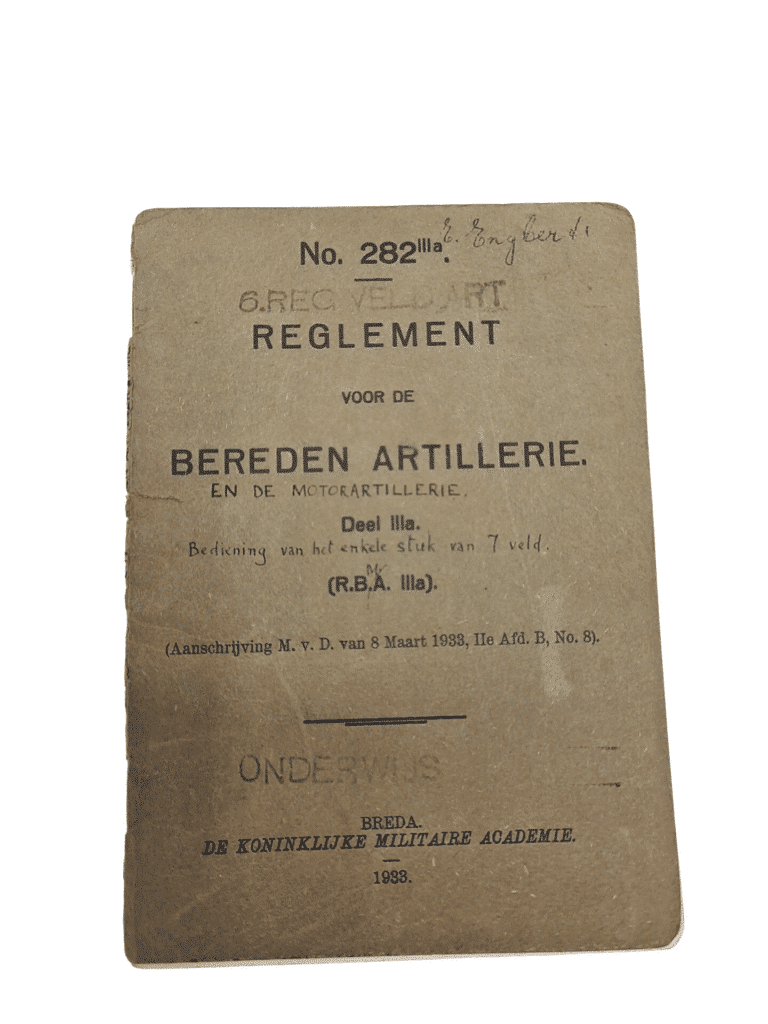 No. 282IIIa.
E. Engberts
6.REG VELD ART
REGLEMENT
VOOR DE
BEREDEN ARTILLERIE.
EN DE MOTORARTILLERIE.
Deel IIIa.
Bediening van het enkele stuk van 7 veld.
M.
(R.B.A. IIIa).
(Aanschrijving M. v. D. van 8 Maart 1933, IIe Afd. B, No. 8).
ONDERWIJS
BREDA.
DE KONINKLIJKE MILITAIRE ACADEMIE.
1933.